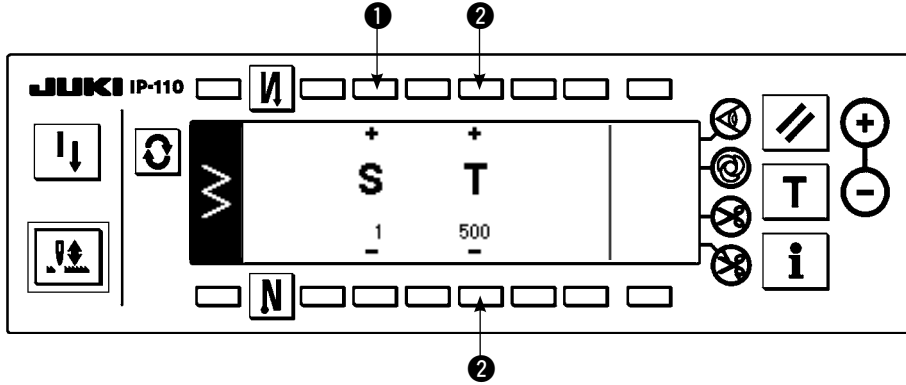 ❶ ❷
JUKI IP-110
+ +
S T
1 500
− −
T
i
+
−
❷